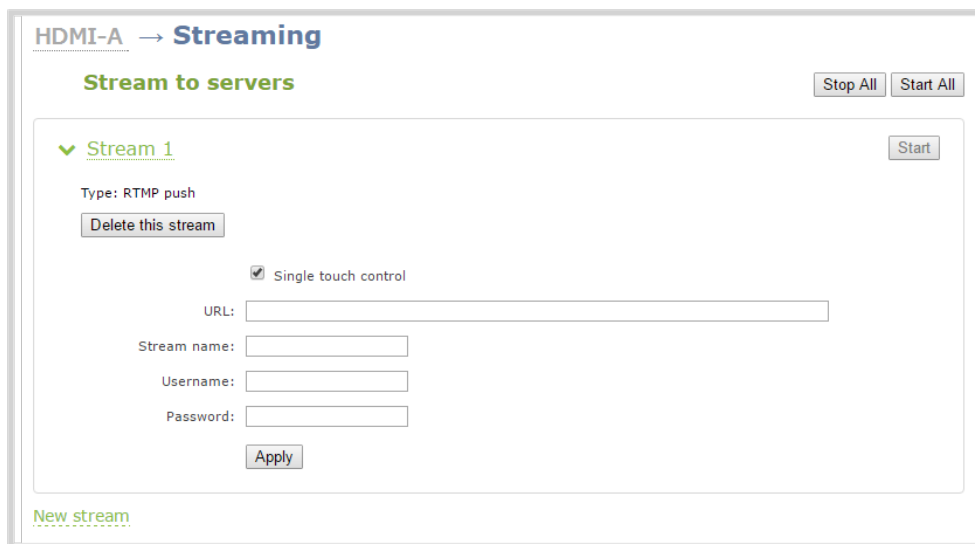 HDMI-A → Streaming
Stream to servers
Stop All
Start All
Stream 1
Start
Type: RTMP push
Delete this stream
Single touch control
URL:
Stream name:
Username:
Password:
Apply
New stream